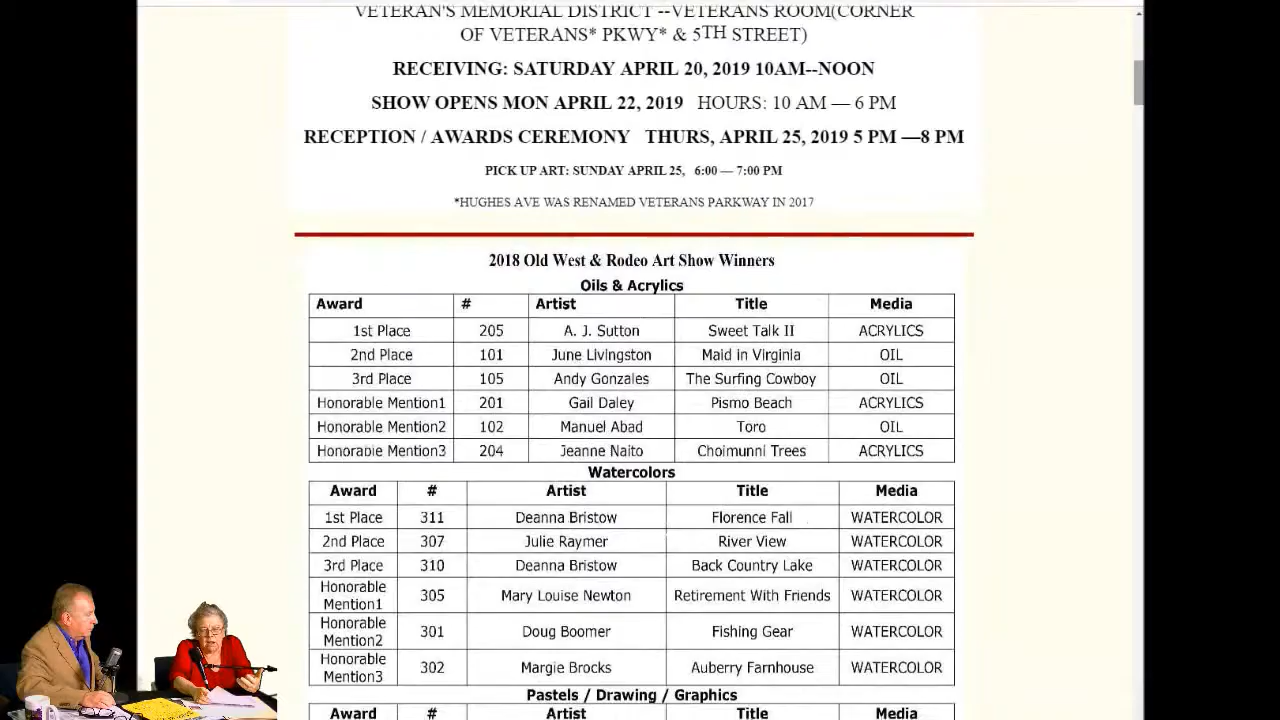 VETERAN'S MEMORIAL DISTRICT --VETERANS ROOM(CORNER
OF VETERANS* PKWY* & 5TH STREET)
RECEIVING: SATURDAY APRIL 20, 2019 10AM--NOON
SHOW OPENS MON APRIL 22, 2019 HOURS: 10 AM — 6 PM
RECEPTION / AWARDS CEREMONY THURS, APRIL 25, 2019 5 PM —8 PM
PICK UP ART: SUNDAY APRIL 25, 6:00 — 7:00 PM
*HUGHES AVE WAS RENAMED VETERANS PARKWAY IN 2017
2018 Old West & Rodeo Art Show Winners
Oils & Acrylics
Award # Artist Title Media
1st Place 205 A. J. Sutton Sweet Talk II ACRYLICS
2nd Place 101 June Livingston Maid in Virginia OIL
3rd Place 105 Andy Gonzales The Surfing Cowboy OIL
Honorable Mention1 201 Gail Daley Pismo Beach ACRYLICS
Honorable Mention2 102 Manuel Abad Toro OIL
Honorable Mention3 204 Jeanne Naito Choimunni Trees ACRYLICS
Watercolors
Award # Artist Title Media
1st Place 311 Deanna Bristow Florence Fall WATERCOLOR
2nd Place 307 Julie Raymer River View WATERCOLOR
3rd Place 310 Deanna Bristow Back Country Lake WATERCOLOR
Honorable Mention1 305 Mary Louise Newton Retirement With Friends WATERCOLOR
Honorable Mention2 301 Doug Boomer Fishing Gear WATERCOLOR
Honorable Mention3 302 Margie Brocks Auberry Farnhouse WATERCOLOR
Pastels / Drawing / Graphics
Award # Artist Title Media